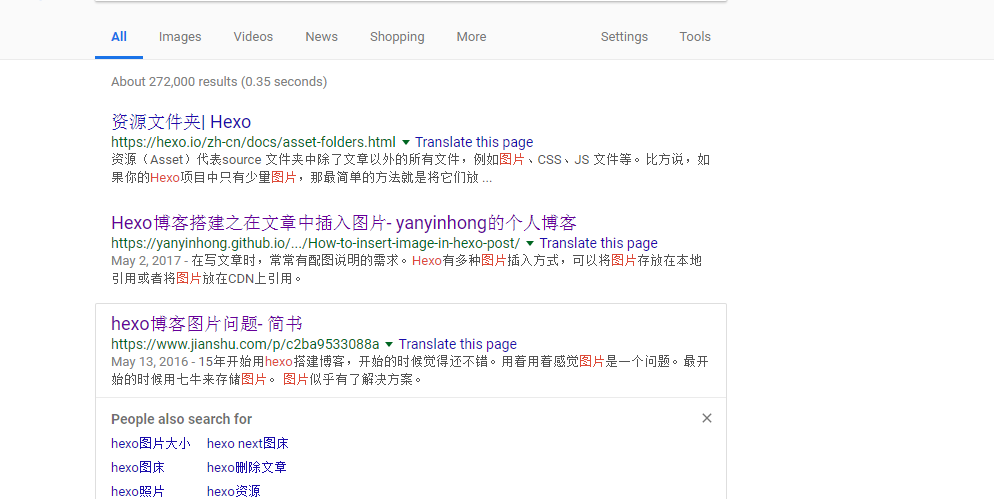 All Images Videos News Shopping More Settings Tools
About 272,000 results (0.35 seconds)
资源文件夹| Hexo
https://hexo.io/zh-cn/docs/asset-folders.html Translate this page
资源（Asset）代表source 文件夹中除了文章以外的所有文件，例如图片、CSS、JS 文件等。比方说，如
果你的Hexo项目中只有少量图片，那最简单的方法就是将它们放 ...
Hexo博客搭建之在文章中插入图片- yanyinhong的个人博客
https://yanyinhong.github.io/.../How-to-insert-image-in-hexo-post/ Translate this page
May 2, 2017 - 在写文章时，常常有配图说明的需求。Hexo有多种图片插入方式，可以将图片存放在本地
引用或者将图片放在CDN上引用。
hexo博客图片问题- 简书
https://www.jianshu.com/p/c2ba9533088a Translate this page
May 13, 2016 - 15年开始用hexo搭建博客，开始的时候觉得还不错。用着用着感觉图片是一个问题。最开
始的时候用七牛来存储图片。 图片似乎有了解决方案。
People also search for
hexo图片大小 hexo next图床
hexo图床 hexo删除文章
hexo照片 hexo资源